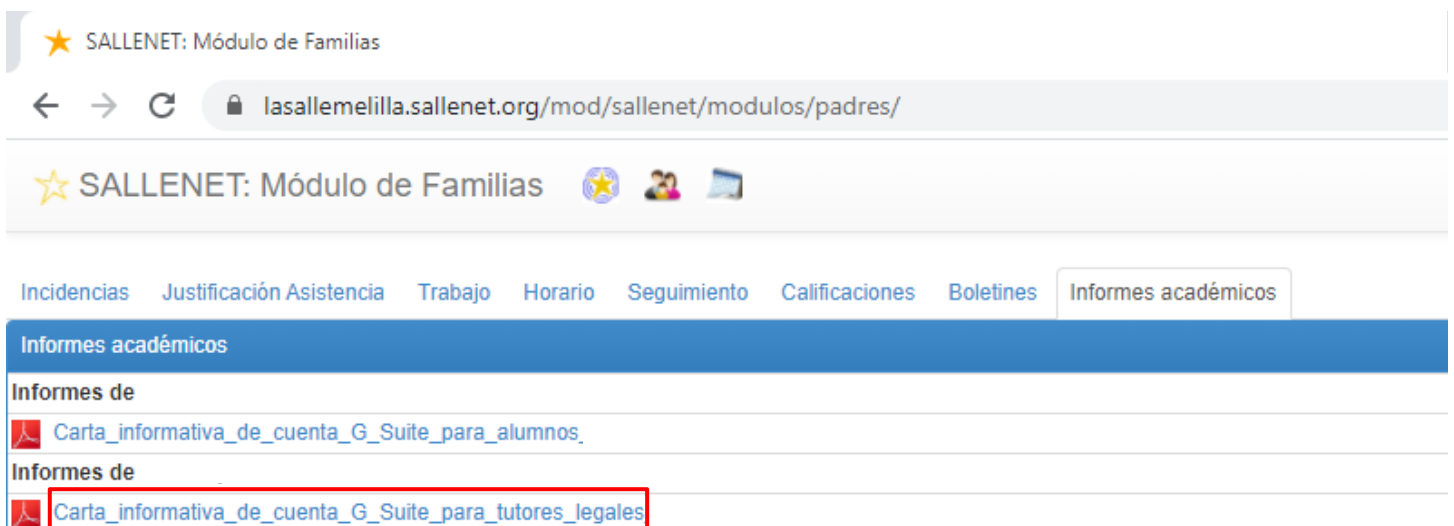 SALLENET: Módulo de Familias
lasallemelilla.sallenet.org/mod/sallenet/modulos/padres/
SALLENET: Módulo de Familias
Incidencias Justificación Asistencia Trabajo Horario Seguimiento Calificaciones Boletines Informes académicos
Informes académicos
Informes de
Carta_informativa_de_cuenta_G_Suite_para_alumnos_
Informes de
Carta_informativa_de_cuenta_G_Suite_para_tutores_legales